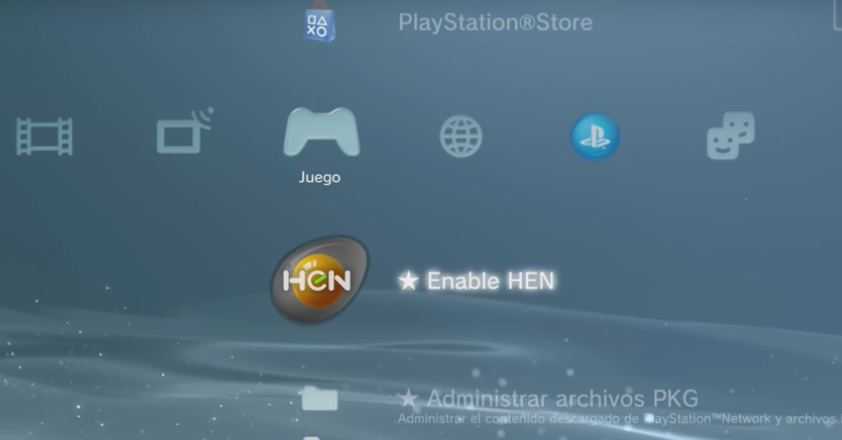 PlayStation®Store
Juego
HEN
★ Enable HEN
★ Administrar archivos PKG
Administrar el contenido descargado de PlayStation™Network y archivos